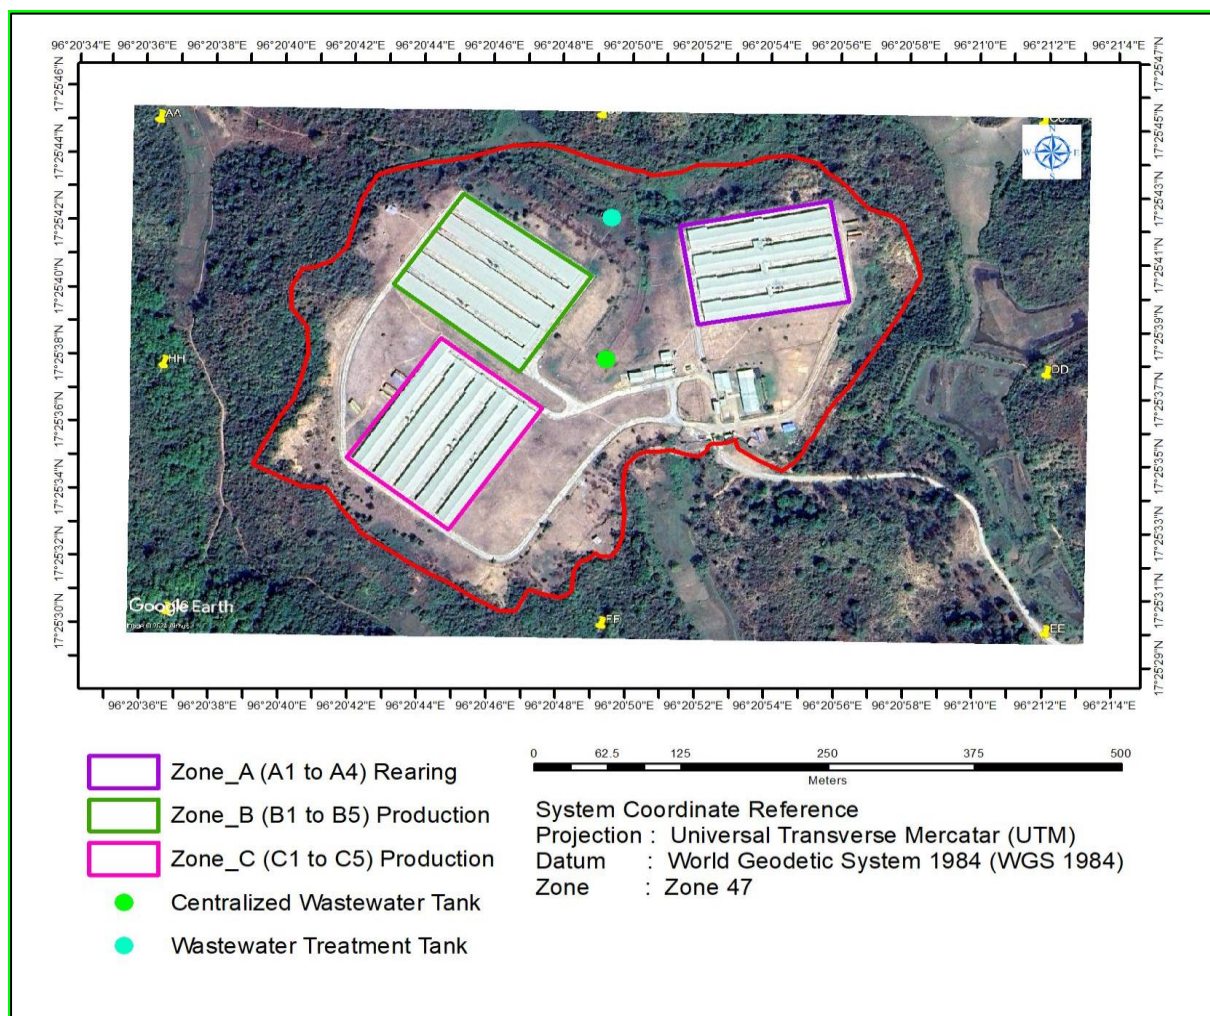 96°20'34"E 96°20'36"E 96°20'38"E 96°20'40"E 96°20'42"E 96°20'44"E 96°20'46"E 96°20'48"E 96°20'50"E 96°20'52"E 96°20'54"E 96°20'56"E 96°20'58"E 96°21'0"E 96°21'2"E 96°21'4"E
17°25'46"N
17°25'44"N
17°25'42"N
17°25'40"N
17°25'38"N
17°25'36"N
17°25'34"N
17°25'32"N
17°25'30"N
17°25'47"N
17°25'45"N
17°25'43"N
17°25'41"N
17°25'39"N
17°25'37"N
17°25'35"N
17°25'33"N
17°25'31"N
17°25'29"N
AA
N
W E
S
HH
DD
Google Earth
EE
96°20'36"E 96°20'38"E 96°20'40"E 96°20'42"E 96°20'44"E 96°20'46"E 96°20'48"E 96°20'50"E 96°20'52"E 96°20'54"E 96°20'56"E 96°20'58"E 96°21'0"E 96°21'2"E 96°21'4"E
Zone_A (A1 to A4) Rearing
Zone_B (B1 to B5) Production
Zone_C (C1 to C5) Production
Centralized Wastewater Tank
Wastewater Treatment Tank
0 62.5 125 250 375 500
Meters
System Coordinate Reference
Projection : Universal Transverse Mercatar (UTM)
Datum : World Geodetic System 1984 (WGS 1984)
Zone : Zone 47